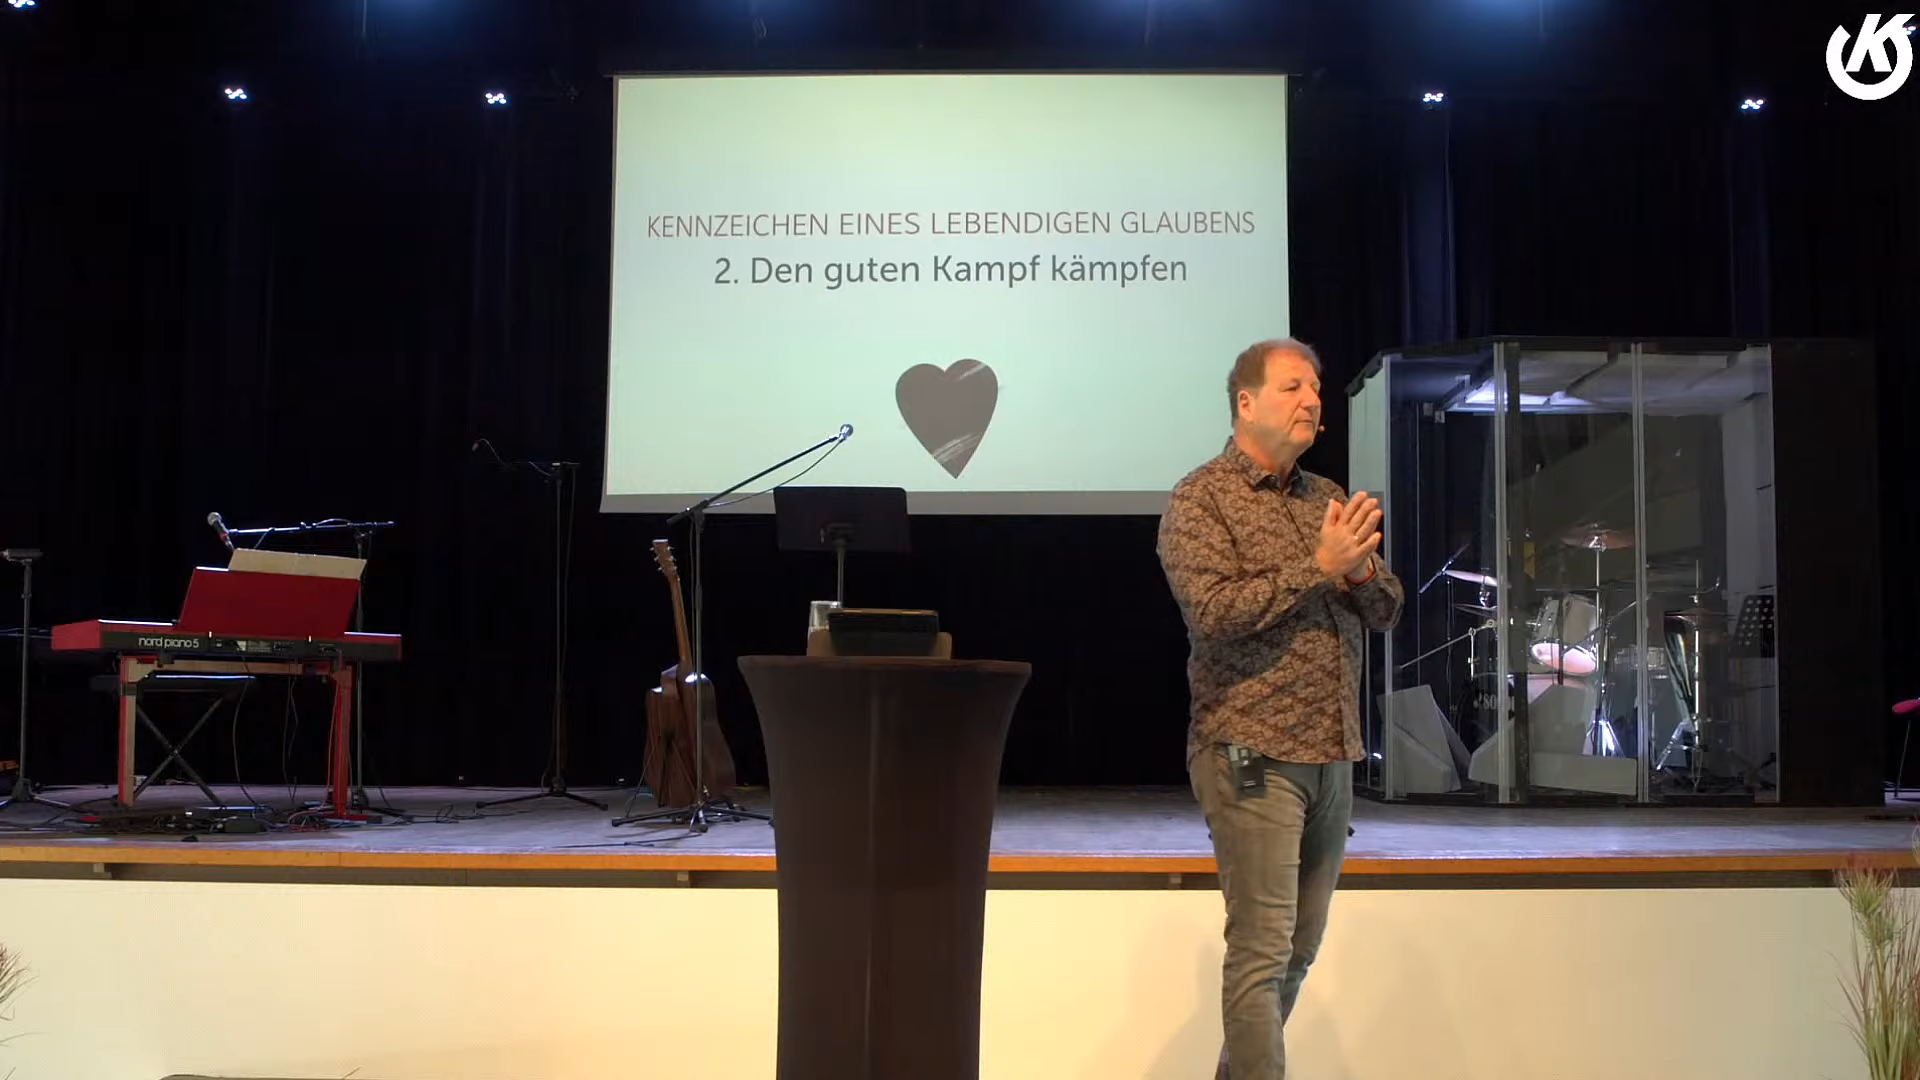 KENNZEICHEN EINES LEBENDIGEN GLAUBENS
2. Den guten Kampf kämpfen
nord piano 5